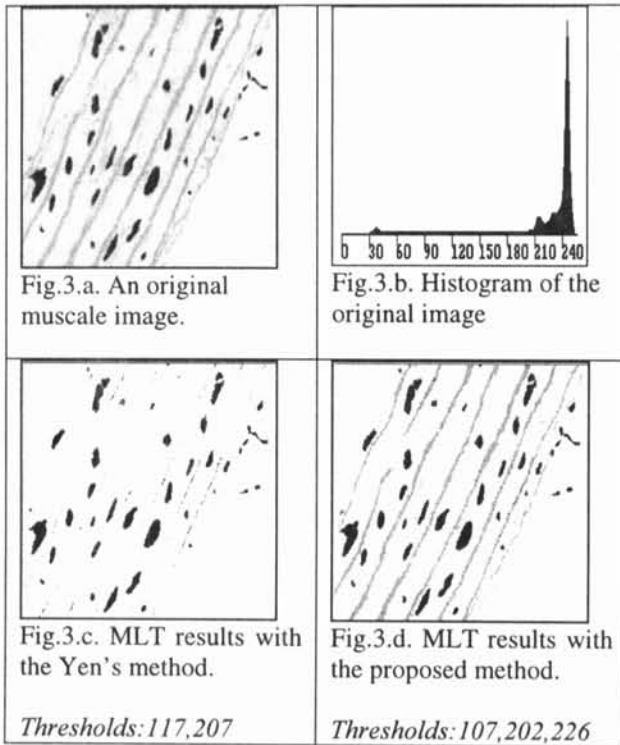 0 30 60 90 120 150 180 210 240
Fig.3.a. An original
muscale image.
Fig.3.b. Histogram of the
original image
Fig.3.c. MLT results with
the Yen's method.
Thresholds:117,207
Fig.3.d. MLT results with
the proposed method.
Thresholds:107,202,226